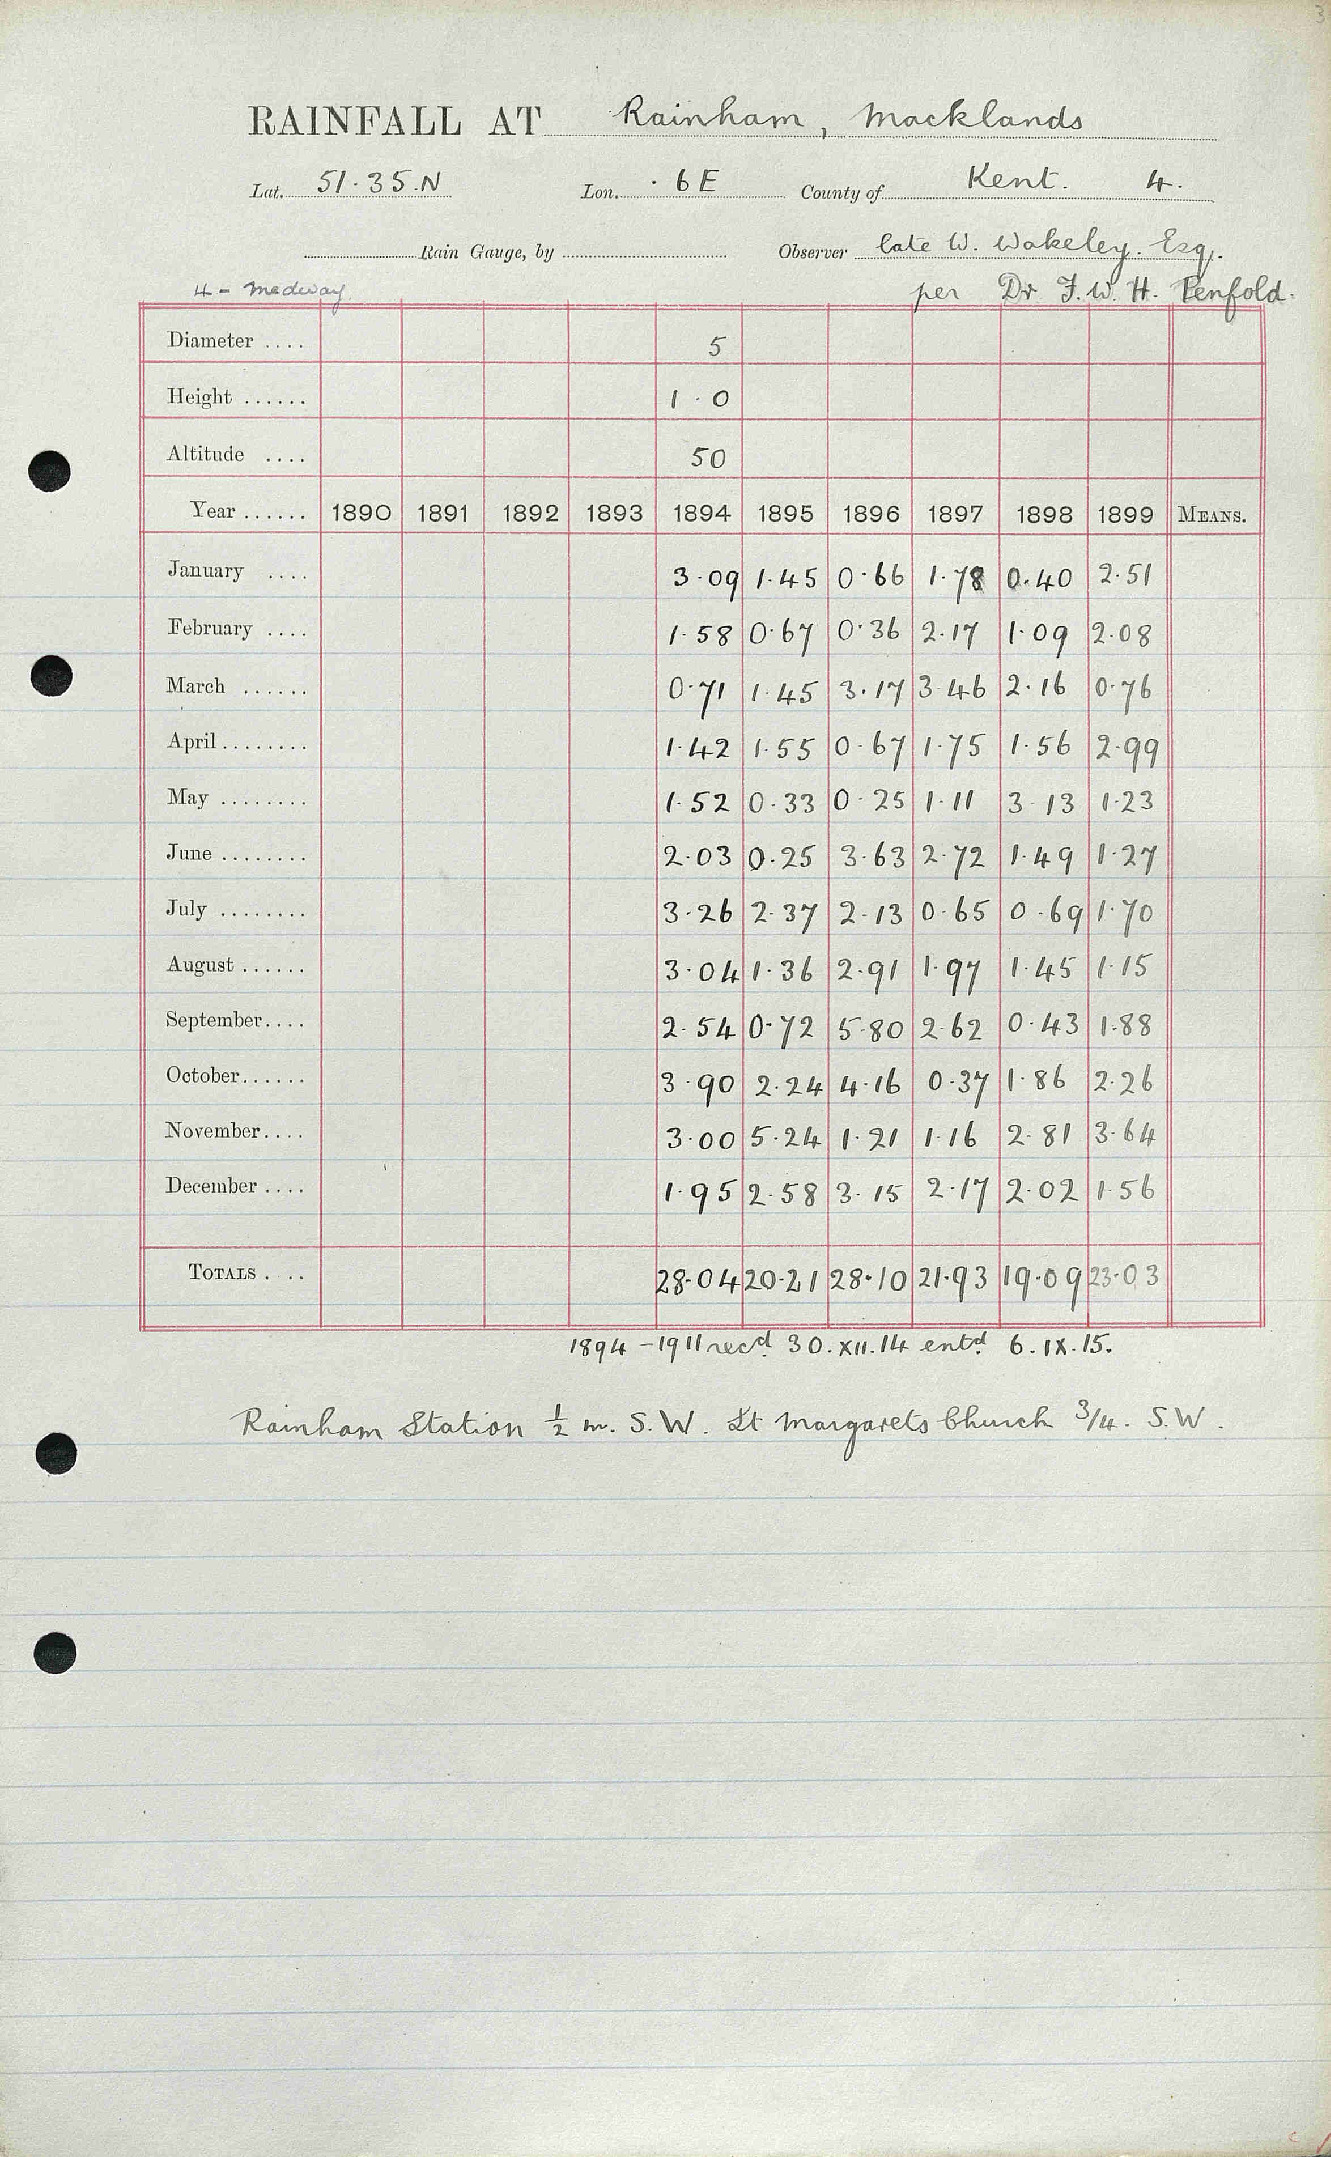 3
RAINFALL AT Rainham, Macklands
Lat. 51·35.N Lon. ·6E County of Kent. 4.
Rain Gauge, by Observer late W. Wakeley. Esq.
4 - Medway per Dr F. W. H. Penfold.
Diameter .... 5
Height ...... 1·0
Altitude .... 50
Year ...... 1890 1891 1892 1893 1894 1895 1896 1897 1898 1899 MEANS.
January .... 3·09 1·45 0·66 1·78 0·40 2·51
February .... 1·58 0·67 0·36 2·17 1·09 2·08
March ...... 0·71 1·45 3·17 3·46 2·16 0·76
April ........ 1·42 1·55 0·67 1·75 1·56 2·99
May ........ 1·52 0·33 0·25 1·11 3·13 1·23
June ........ 2·03 0·25 3·63 2·72 1·49 1·27
July ........ 3·26 2·37 2·13 0·65 0·69 1·70
August ...... 3·04 1·36 2·91 1·97 1·45 1·15
September.... 2·54 0·72 5·80 2·62 0·43 1·88
October...... 3·90 2·24 4·16 0·37 1·86 2·26
November.... 3·00 5·24 1·21 1·16 2·81 3·64
December .... 1·95 2·58 3·15 2·17 2·02 1·56
TOTALS . .. 28·04 20·21 28·10 21·93 19·09 23·03
1894 - 1911 recd 30.XII.14 entd 6.IX.15.
Rainham Station ½ m. S.W. St Margarets Church 3/4. S.W.